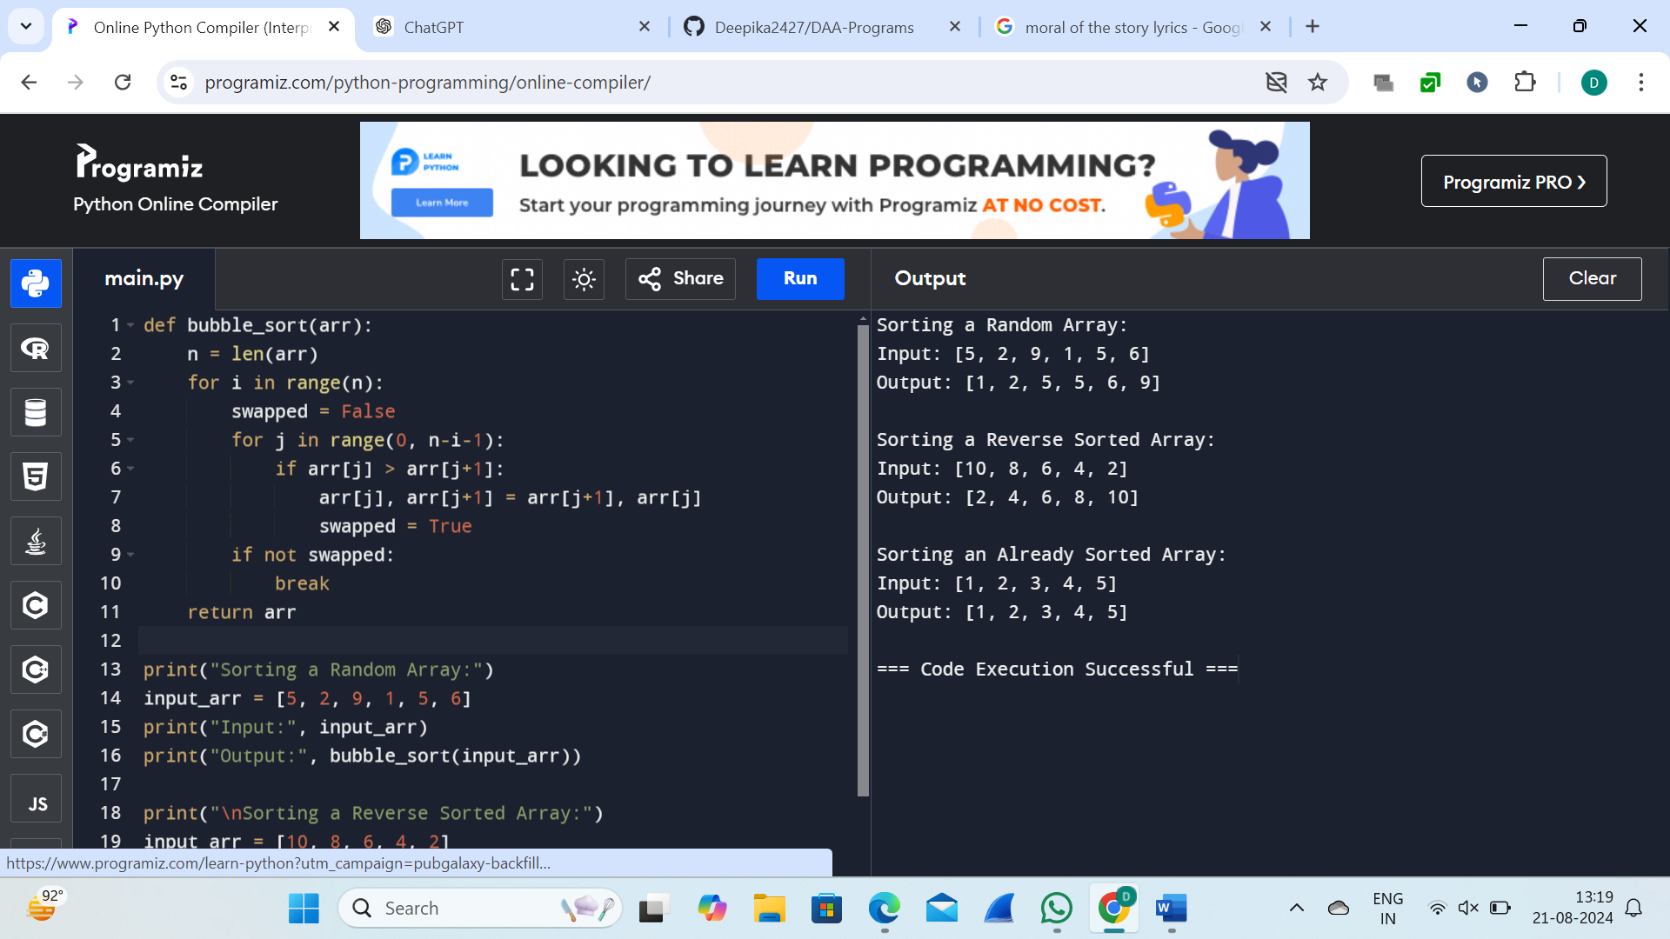 Online Python Compiler (Interp
ChatGPT
Deepika2427/DAA-Programs
moral of the story lyrics - Goog
programiz.com/python-programming/online-compiler/
D
Programiz
Python Online Compiler
LEARN
PYTHON
Learn More
LOOKING TO LEARN PROGRAMMING?
Start your programming journey with Programiz AT NO COST.
Programiz PRO
main.py
Share
Run
Output
Clear
1 def bubble_sort(arr):
2 n = len(arr)
3 for i in range(n):
4 swapped = False
5 for j in range(0, n-i-1):
6 if arr[j] > arr[j+1]:
7 arr[j], arr[j+1] = arr[j+1], arr[j]
8 swapped = True
9 if not swapped:
10 break
11 return arr
12
13 print("Sorting a Random Array:")
14 input_arr = [5, 2, 9, 1, 5, 6]
15 print("Input:", input_arr)
16 print("Output:", bubble_sort(input_arr))
17
18 print("\nSorting a Reverse Sorted Array:")
19 input_arr = [10, 8, 6, 4, 2]
Sorting a Random Array:
Input: [5, 2, 9, 1, 5, 6]
Output: [1, 2, 5, 5, 6, 9]
Sorting a Reverse Sorted Array:
Input: [10, 8, 6, 4, 2]
Output: [2, 4, 6, 8, 10]
Sorting an Already Sorted Array:
Input: [1, 2, 3, 4, 5]
Output: [1, 2, 3, 4, 5]
=== Code Execution Successful ===
R
5
C
C
C
JS
https://www.programiz.com/learn-python?utm_campaign=pubgalaxy-backfill...
92°
Search
D
W
ENG
IN
13:19
21-08-2024